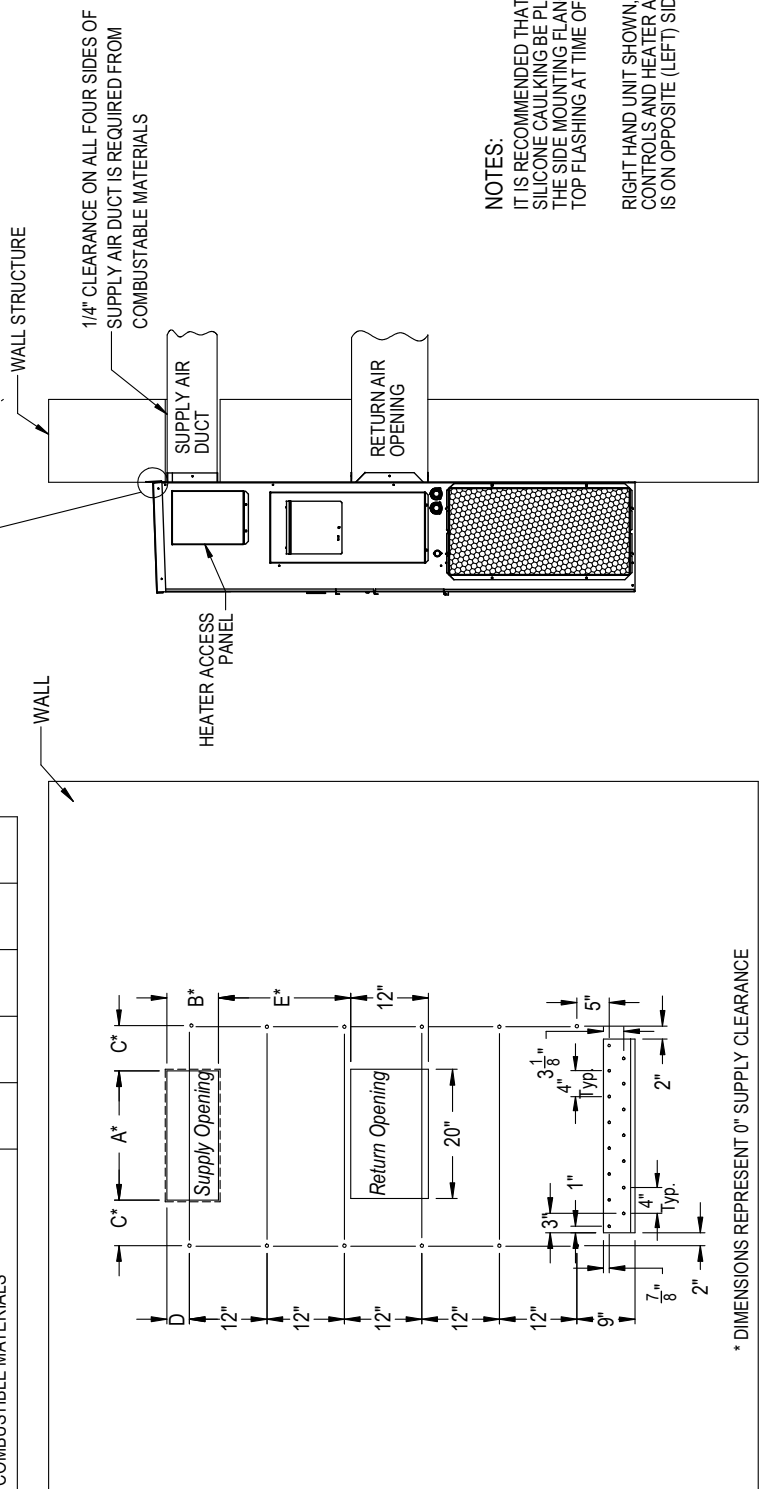 COMBUSTIBLE MATERIALS
WALL
C*
A*
C*
Supply Opening
B*
E*
12"
Return Opening
20"
D
12"
12"
12"
12"
12"
9"
5"
3 1/8"
4"
Typ.
2"
1"
3"
4"
Typ.
7/8"
2"
* DIMENSIONS REPRESENT 0" SUPPLY CLEARANCE
WALL STRUCTURE
1/4" CLEARANCE ON ALL FOUR SIDES OF
SUPPLY AIR DUCT IS REQUIRED FROM
COMBUSTABLE MATERIALS
SUPPLY AIR
DUCT
RETURN AIR
OPENING
HEATER ACCESS
PANEL
NOTES:
IT IS RECOMMENDED THAT
SILICONE CAULKING BE PL
THE SIDE MOUNTING FLAN
TOP FLASHING AT TIME OF
RIGHT HAND UNIT SHOWN,
CONTROLS AND HEATER A
IS ON OPPOSITE (LEFT) SID